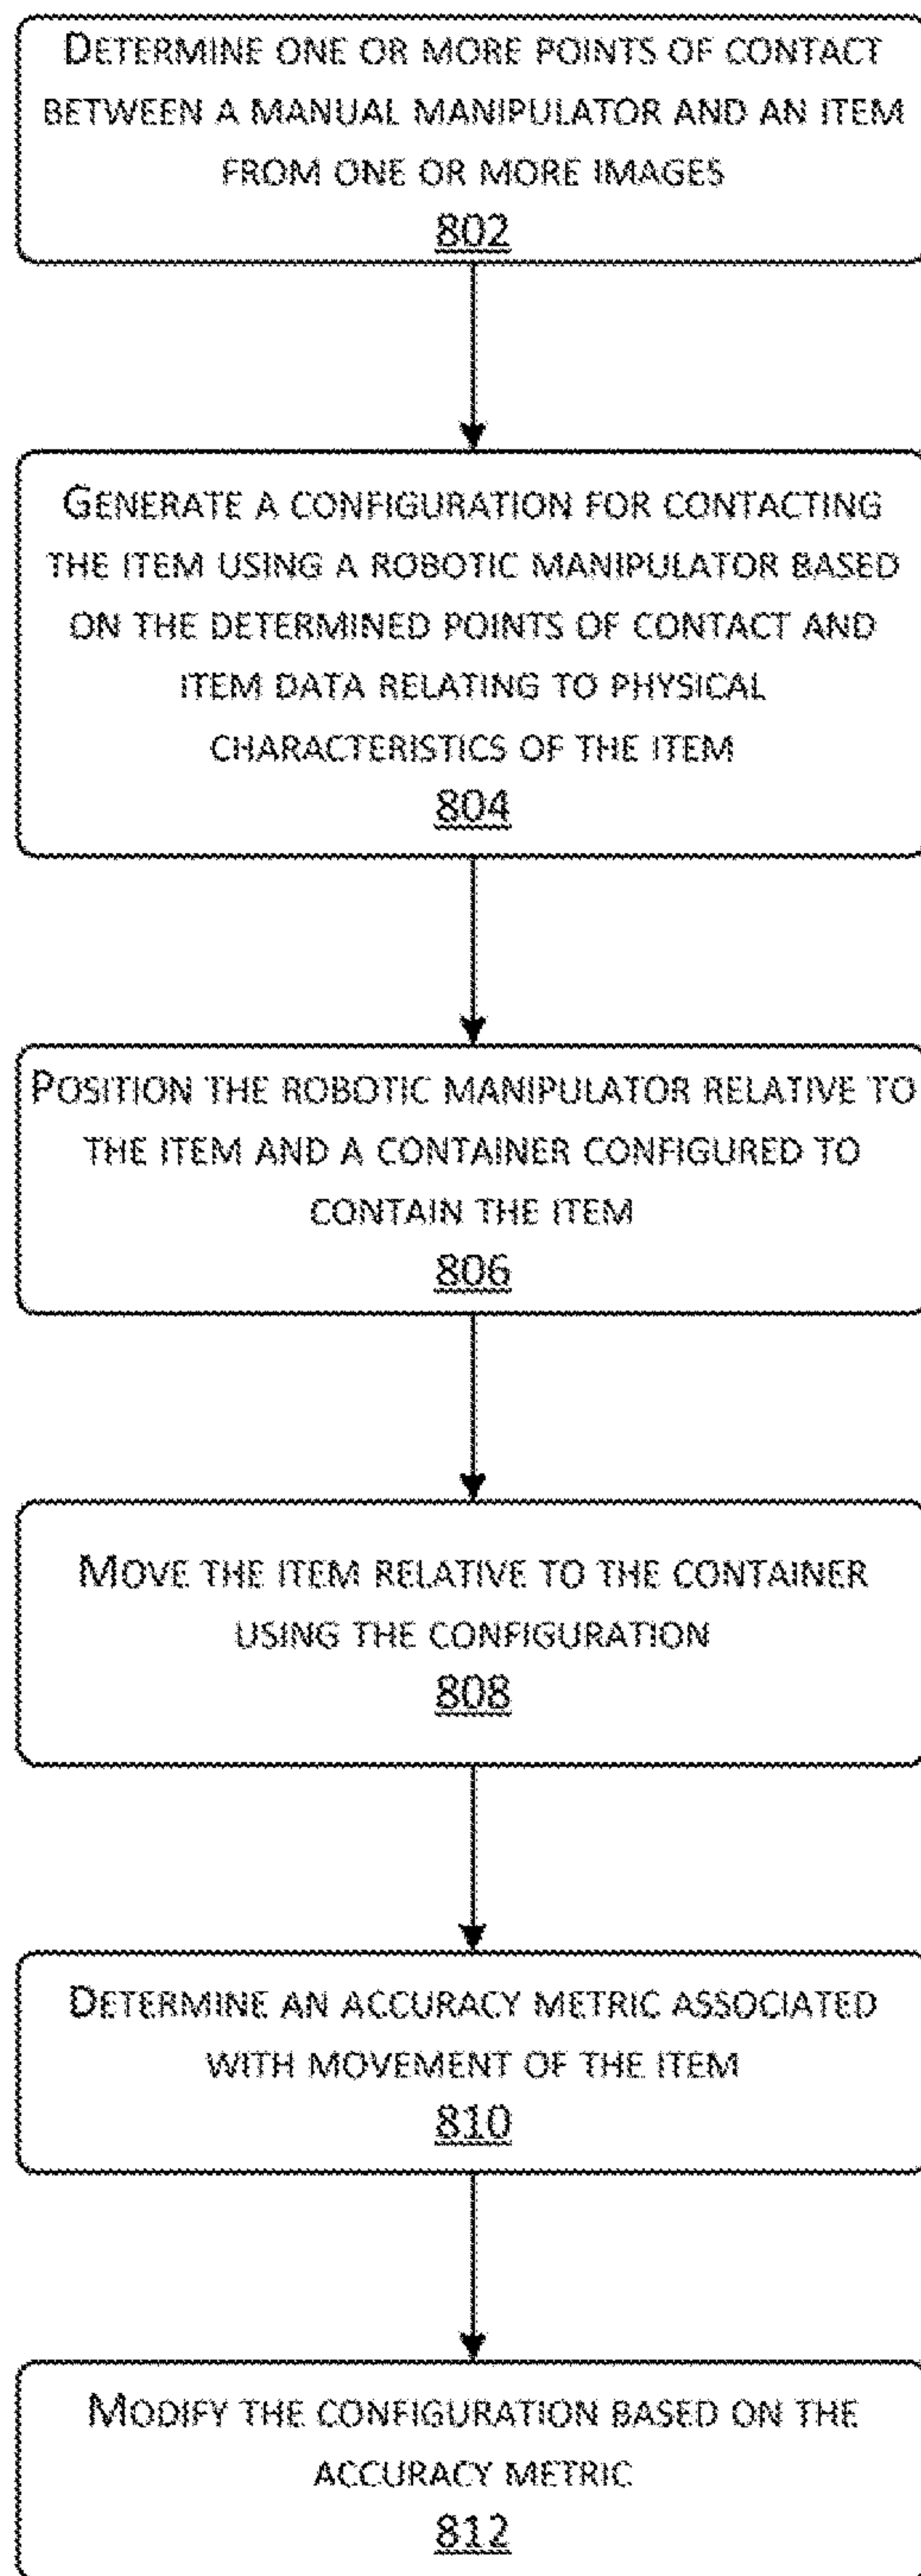 DETERMINE ONE OR MORE POINTS OF CONTACT
BETWEEN A MANUAL MANIPULATOR AND AN ITEM
FROM ONE OR MORE IMAGES
802
GENERATE A CONFIGURATION FOR CONTACTING
THE ITEM USING A ROBOTIC MANIPULATOR BASED
ON THE DETERMINED POINTS OF CONTACT AND
ITEM DATA RELATING TO PHYSICAL
CHARACTERISTICS OF THE ITEM
804
POSITION THE ROBOTIC MANIPULATOR RELATIVE TO
THE ITEM AND A CONTAINER CONFIGURED TO
CONTAIN THE ITEM
806
MOVE THE ITEM RELATIVE TO THE CONTAINER
USING THE CONFIGURATION
808
DETERMINE AN ACCURACY METRIC ASSOCIATED
WITH MOVEMENT OF THE ITEM
810
MODIFY THE CONFIGURATION BASED ON THE
ACCURACY METRIC
812